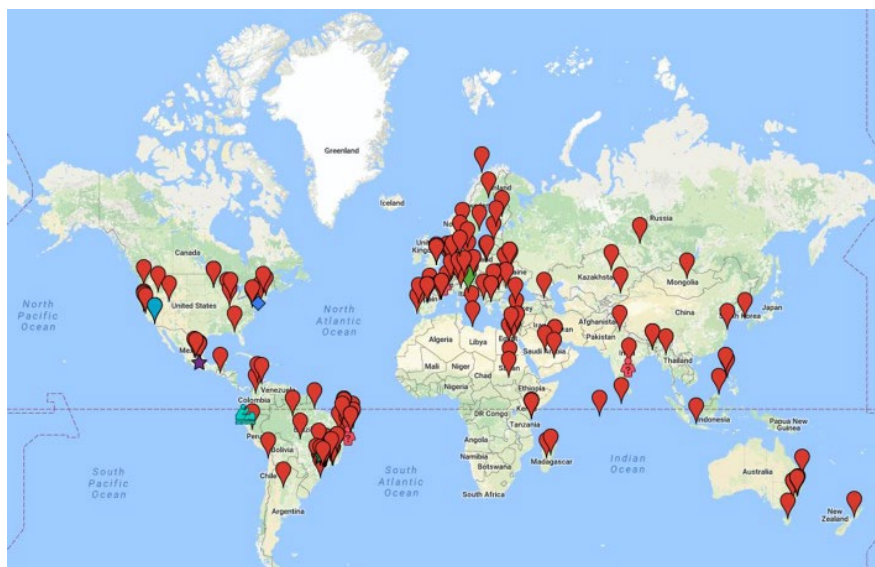 Greenland
Iceland
Russia
Canada
Kazakhstan
Mongolia
North
Pacific
Ocean
United States
North
Atlantic
Ocean
Japan
China
Afghanistan
Pakistan
Algeria
Libya
Saudi Arabia
Mali
Niger
Chad
Thailand
Nigeria
Ethiopia
Venezuela
Colombia
DR Congo
Tanzania
Indonesia
Papua New
Guinea
Peru
Bolivia
Angola
Namibia
Botswana
Madagascar
South
Pacific
Ocean
Chile
South
Atlantic
Ocean
Indian
Ocean
Australia
South Africa
Argentina
New
Zealand